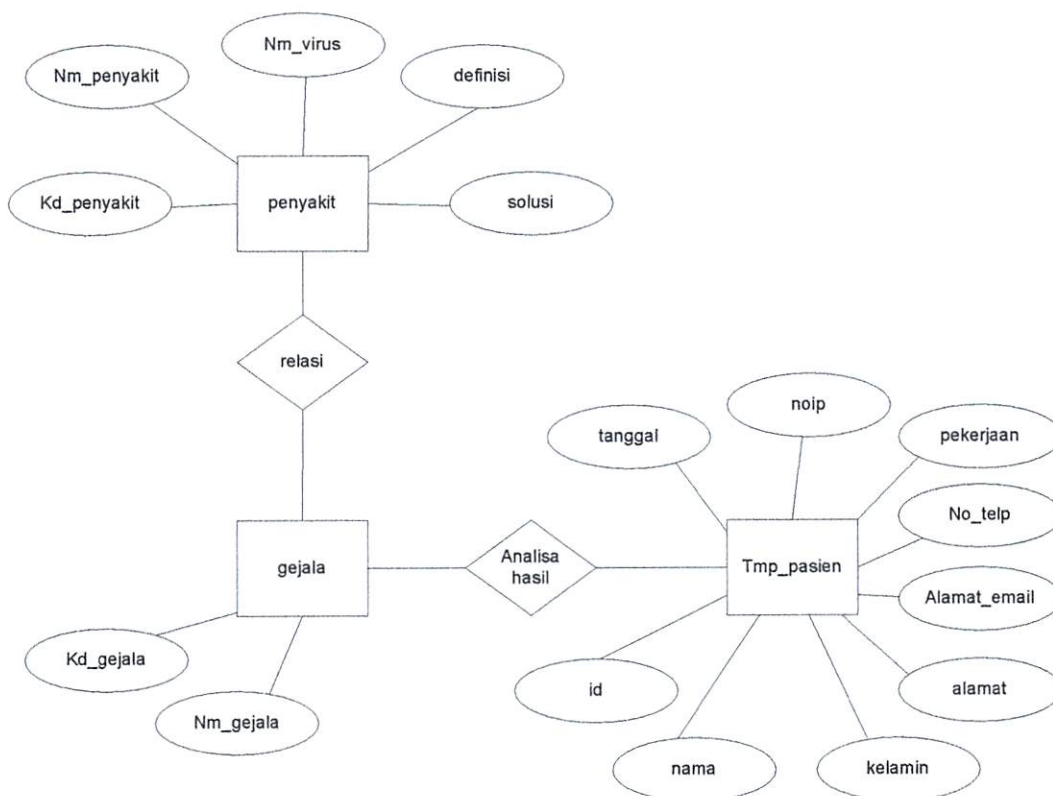 Nm_virus
Nm_penyakit
definisi
Kd_penyakit
penyakit
solusi
relasi
noip
tanggal
pekerjaan
No_telp
gejala
Analisa
hasil
Tmp_pasien
Alamat_email
Kd_gejala
id
alamat
Nm_gejala
nama
kelamin